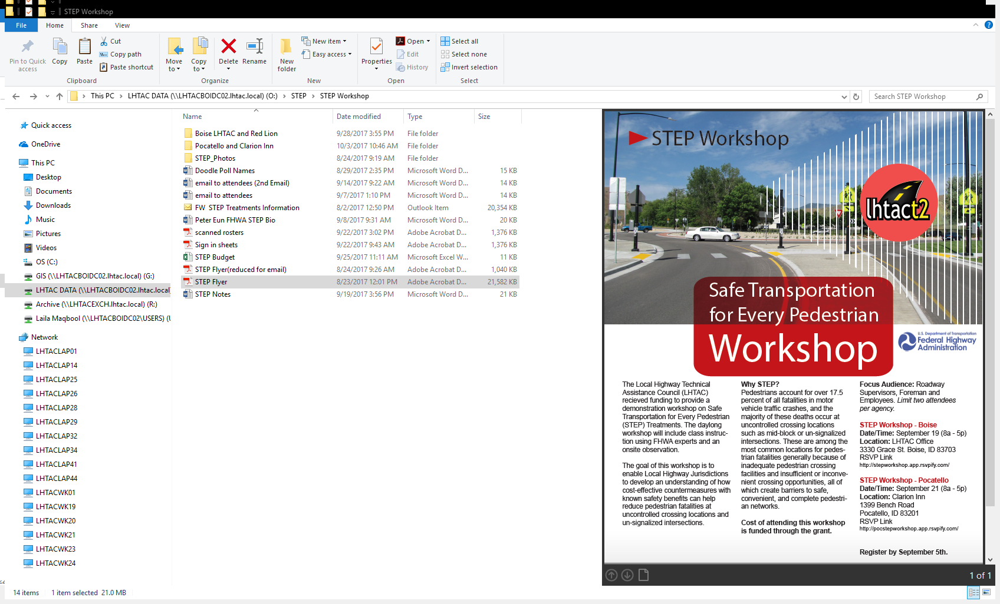 STEP Workshop
File Home Share View
Pin to Quick access
Copy
Paste
Cut
Copy path
Paste shortcut
Clipboard
Move to
Copy to
Delete
Rename
Organize
New folder
New item
Easy access
New
Properties
Open
Edit
History
Open
Select all
Select none
Invert selection
Select
This PC > LHTAC DATA (\\LHTACBOIDC02.lhtac.local) (O:) > STEP > STEP Workshop
Search STEP Workshop
Quick access
OneDrive
This PC
Desktop
Documents
Downloads
Music
Pictures
Videos
OS (C:)
GIS (\\LHTACBOIDC02.lhtac.local) (G:)
LHTAC DATA (\\LHTACBOIDC02.lhtac.local)
Archive (\\LHTACEXCH.lhtac.local) (R:)
Laila Maqbool (\\LHTACBOIDC02\USERS) (U
Network
LHTACLAP01
LHTACLAP14
LHTACLAP25
LHTACLAP26
LHTACLAP28
LHTACLAP29
LHTACLAP32
LHTACLAP34
LHTACLAP41
LHTACLAP44
LHTACWK01
LHTACWK19
LHTACWK20
LHTACWK21
LHTACWK23
LHTACWK24
Name Date modified Type Size
Boise LHTAC and Red Lion 9/28/2017 3:55 PM File folder
Pocatello and Clarion Inn 10/3/2017 10:46 AM File folder
STEP_Photos 8/24/2017 9:19 AM File folder
Doodle Poll Names 8/29/2017 2:35 PM Microsoft Word D... 15 KB
email to attendees (2nd Email) 9/14/2017 9:22 AM Microsoft Word D... 14 KB
email to attendees 9/7/2017 1:10 PM Microsoft Word D... 14 KB
FW STEP Treatments Information 8/2/2017 12:50 PM Outlook Item 20,354 KB
Peter Eun FHWA STEP Bio 9/8/2017 9:31 AM Microsoft Word D... 20 KB
scanned rosters 9/22/2017 3:02 PM Adobe Acrobat D... 1,376 KB
Sign in sheets 9/22/2017 9:43 AM Adobe Acrobat D... 1,376 KB
STEP Budget 9/25/2017 11:11 AM Microsoft Excel W... 11 KB
STEP Flyer(reduced for email) 8/24/2017 9:26 AM Adobe Acrobat D... 1,040 KB
STEP Flyer 8/23/2017 12:01 PM Adobe Acrobat D... 21,582 KB
STEP Notes 9/19/2017 3:56 PM Microsoft Word D... 21 KB
STEP Workshop
lhtact2
Safe Transportation
for Every Pedestrian
Workshop
U.S. Department of Transportation
Federal Highway
Administration
The Local Highway Technical
Assistance Council (LHTAC)
recieved funding to provide a
demonstration workshop on Safe
Transportation for Every Pedestrian
(STEP) Treatments. The daylong
workshop will include class instruc-
tion using FHWA experts and an
onsite observation.
The goal of this workshop is to
enable Local Highway Jurisdictions
to develop an understanding of how
cost-effective countermeasures with
known safety benefits can help
reduce pedestrian fatalities at
uncontrolled crossing locations and
un-signalized intersections.
Why STEP?
Pedestrians account for over 17.5
percent of all fatalities in motor
vehicle traffic crashes, and the
majority of these deaths occur at
uncontrolled crossing locations
such as mid-block or un-signalized
intersections. These are among the
most common locations for pedes-
trian fatalities generally because of
inadequate pedestrian crossing
facilities and insufficient or inconve-
nient crossing opportunities, all of
which create barriers to safe,
convenient, and complete pedestri-
an networks.
Cost of attending this workshop
is funded through the grant.
Focus Audience: Roadway
Supervisors, Foreman and
Employees. Limit two attendees
per agency.
STEP Workshop - Boise
Date/Time: September 19 (8a - 5p)
Location: LHTAC Office
3330 Grace St. Boise, ID 83703
RSVP Link
http://stepworkshop.app.rsvpify.com/
STEP Workshop - Pocatello
Date/Time: September 21 (8a - 5p)
Location: Clarion Inn
1399 Bench Road
Pocatello, ID 83201
RSVP Link
http://pocstepworkshop.app.rsvpify.com/
Register by September 5th.
1 of 1
14 items 1 item selected 21.0 MB